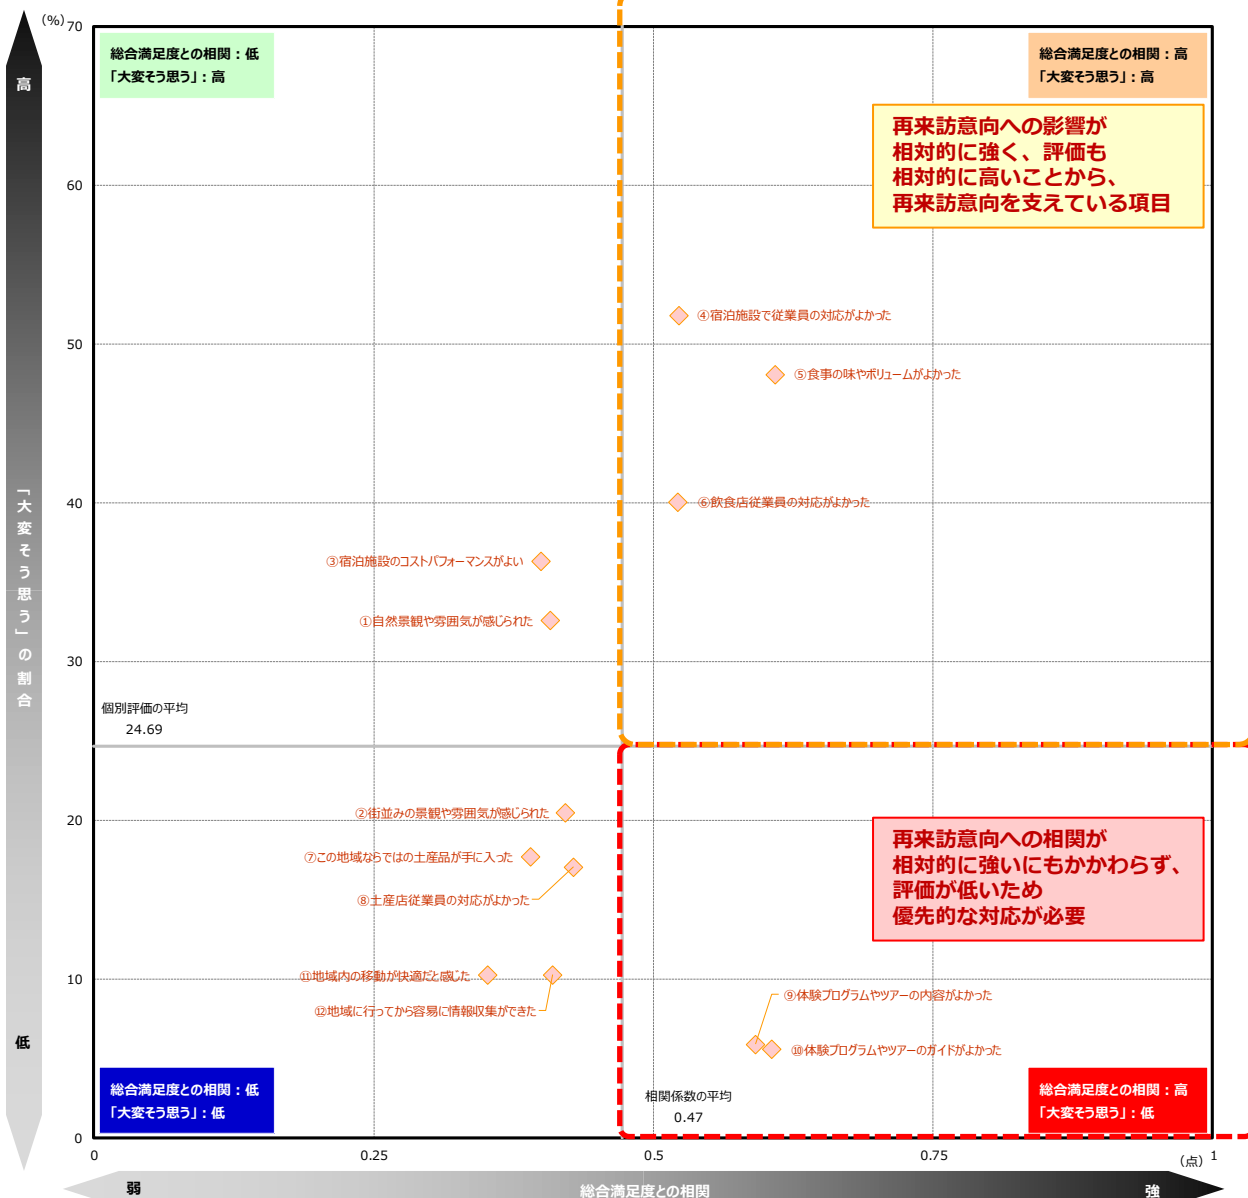 (%)
70
総合満足度との相関：低
「大変そう思う」：高
総合満足度との相関：高
「大変そう思う」：高
高
再来訪意向への影響が
相対的に強く、評価も
相対的に高いことから、
再来訪意向を支えている項目
60
④宿泊施設で従業員の対応がよかった
50
⑤食事の味やボリュームがよかった
「大変そう思う」の割合
40
⑥飲食店従業員の対応がよかった
③宿泊施設のコストパフォーマンスがよい
①自然景観や雰囲気が感じられた
30
個別評価の平均
24.69
②街並みの景観や雰囲気が感じられた
20
再来訪意向への相関が
相対的に強いにもかかわらず、
評価が低いため
優先的な対応が必要
⑦この地域ならではの土産品が手に入った
⑧土産店従業員の対応がよかった
10
⑪地域内の移動が快適だと感じた
⑨体験プログラムやツアーの内容がよかった
⑫地域に行ってから容易に情報収集ができた
低
⑩体験プログラムやツアーのガイドがよかった
総合満足度との相関：低
「大変そう思う」：低
相関係数の平均
0.47
総合満足度との相関：高
「大変そう思う」：低
0
0
0.25
0.5
0.75
(点)
1
弱
総合満足度との相関
強